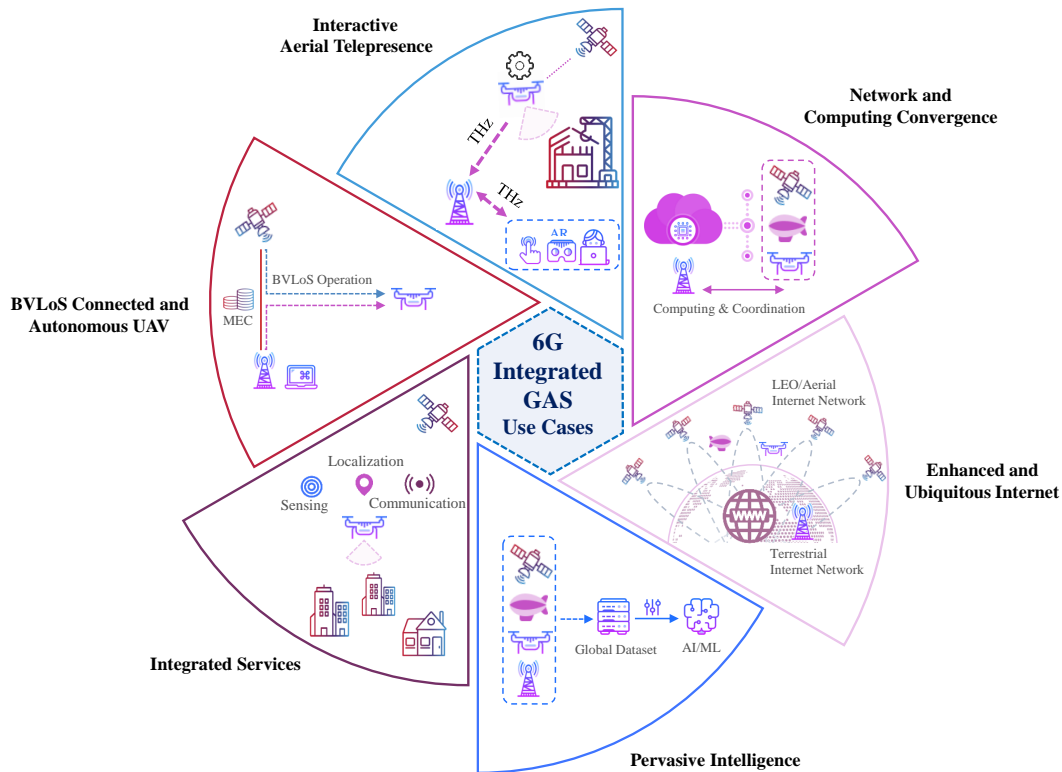 Interactive
Aerial Telepresence
THz
THz
AR
Network and
Computing Convergence
Computing & Coordination
BVLoS Connected and
Autonomous UAV
BVLoS Operation
MEC
6G
Integrated
GAS
Use Cases
LEO/Aerial
Internet Network
WWW
Terrestrial
Internet Network
Enhanced and
Ubiquitous Internet
Localization
Sensing
Communication
Integrated Services
Global Dataset
AI/ML
Pervasive Intelligence